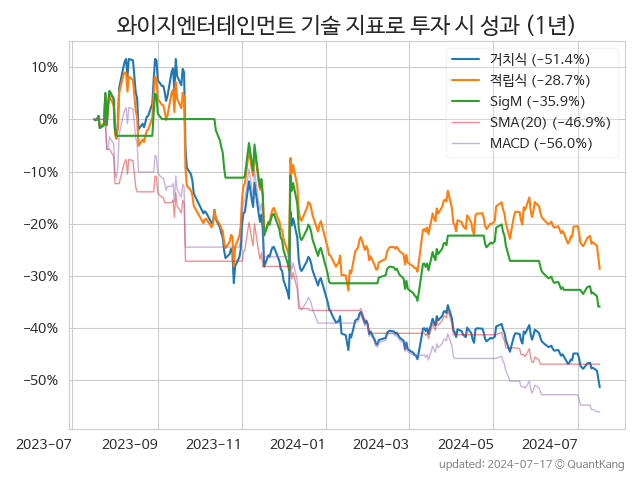 와이지엔터테인먼트 기술 지표로 투자 시 성과 (1년)
거치식 (−51.4%)
적립식 (−28.7%)
SigM (−35.9%)
SMA(20) (−46.9%)
MACD (−56.0%)
10%
0%
−10%
−20%
−30%
−40%
−50%
2023-07 2023-09 2023-11 2024-01 2024-03 2024-05 2024-07
updated: 2024-07-17 © QuantKang